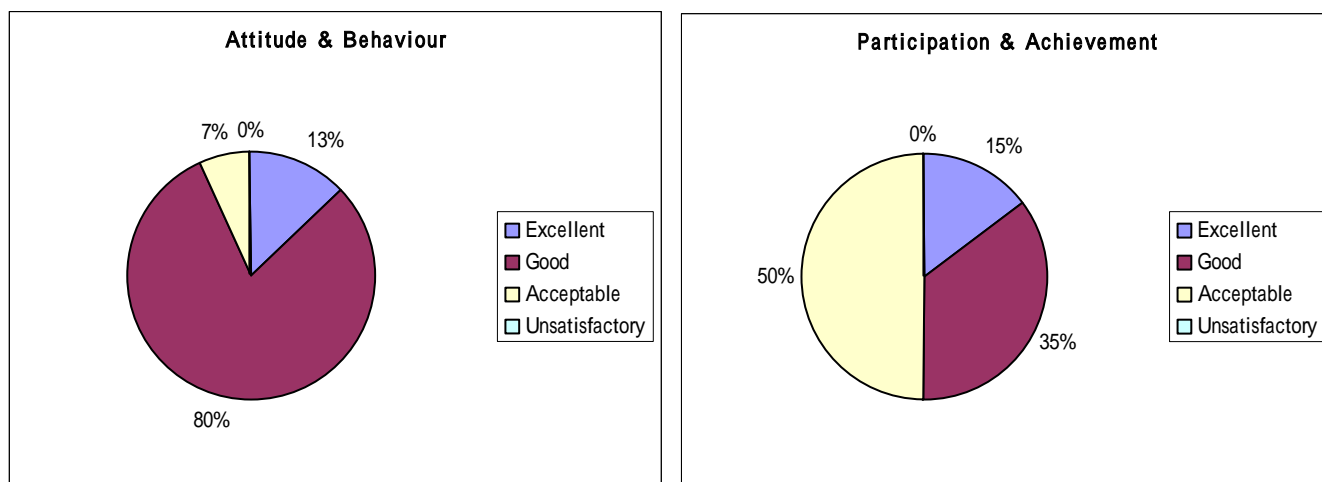 Attitude & Behaviour
7%
0%
13%
80%
Excellent
Good
Acceptable
Unsatisfactory
Participation & Achievement
0%
15%
50%
35%
Excellent
Good
Acceptable
Unsatisfactory